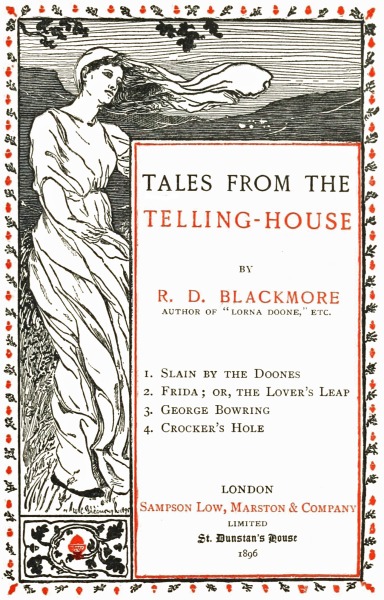 TALES FROM THE
TELLING-HOUSE
BY
R. D. BLACKMORE
AUTHOR OF "LORNA DOONE," ETC.
1. SLAIN BY THE DOONES
2. FRIDA; OR, THE LOVER'S LEAP
3. GEORGE BOWRING
4. CROCKER'S HOLE
LONDON
SAMPSON LOW, MARSTON & COMPANY
LIMITED
St. Dunstan's House
1896